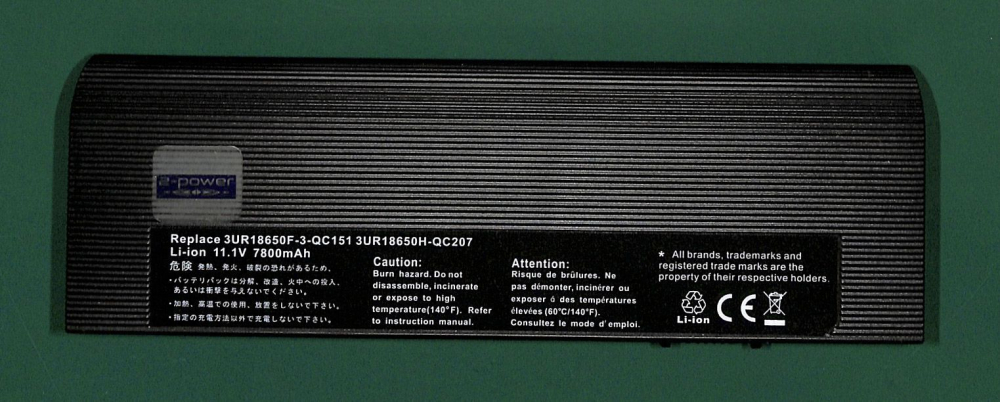 2-power
Replace 3UR18650F-3-QC151 3UR18650H-QC207
Li-ion 11.1V 7800mAh
危険 発熱、発火、破裂の恐れがあるため、
・バッテリパックは分解、改造、火中への投入、
あるいは衝撃を与えないでください。
・加熱、高温での使用、放置をしないで下さい。
・指定の充電方法以外で充電しないで下さい。
Caution:
Burn hazard. Do not
disassemble, incinerate
or expose to high
temperature(140°F). Refer
to instruction manual.
Attention:
Risque de brûlures. Ne
pas démonter, incinérer ou
exposer à des températures
élevées (60°C/140°F).
Consultez le mode d'emploi.
* All brands, trademarks and
registered trade marks are the
property of their respective holders.
Li-ion
CE